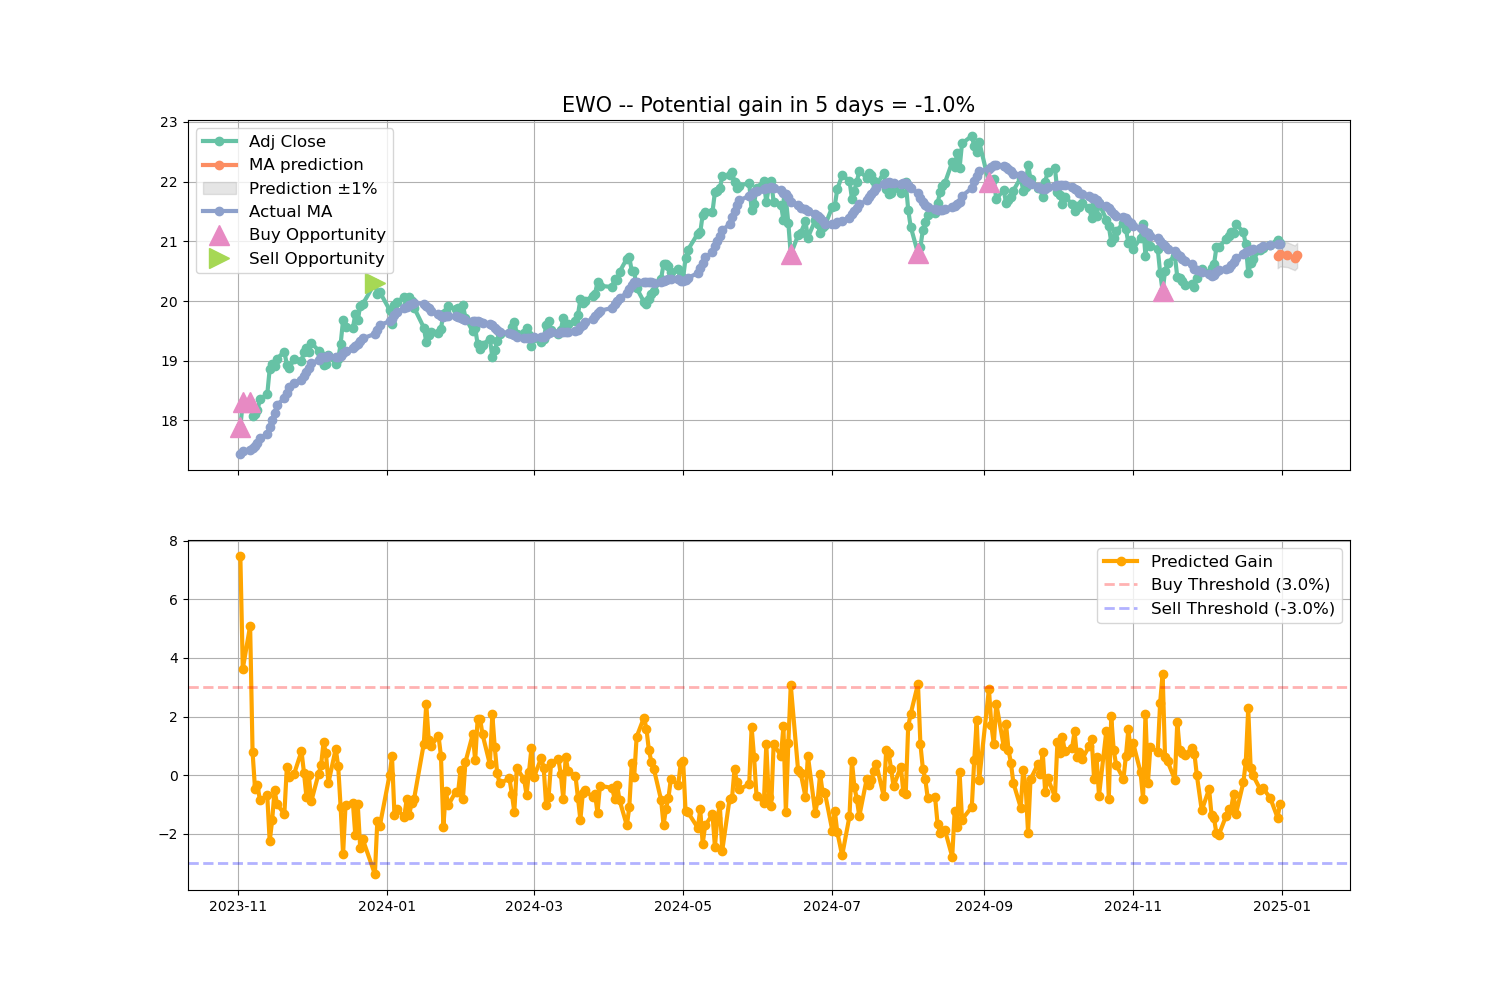 EWO -- Potential gain in 5 days = -1.0%
23
22
21
20
19
18
Adj Close
MA prediction
Prediction ±1%
Actual MA
Buy Opportunity
Sell Opportunity
8
6
4
2
0
−2
Predicted Gain
Buy Threshold (3.0%)
Sell Threshold (-3.0%)
2023-11
2024-01
2024-03
2024-05
2024-07
2024-09
2024-11
2025-01